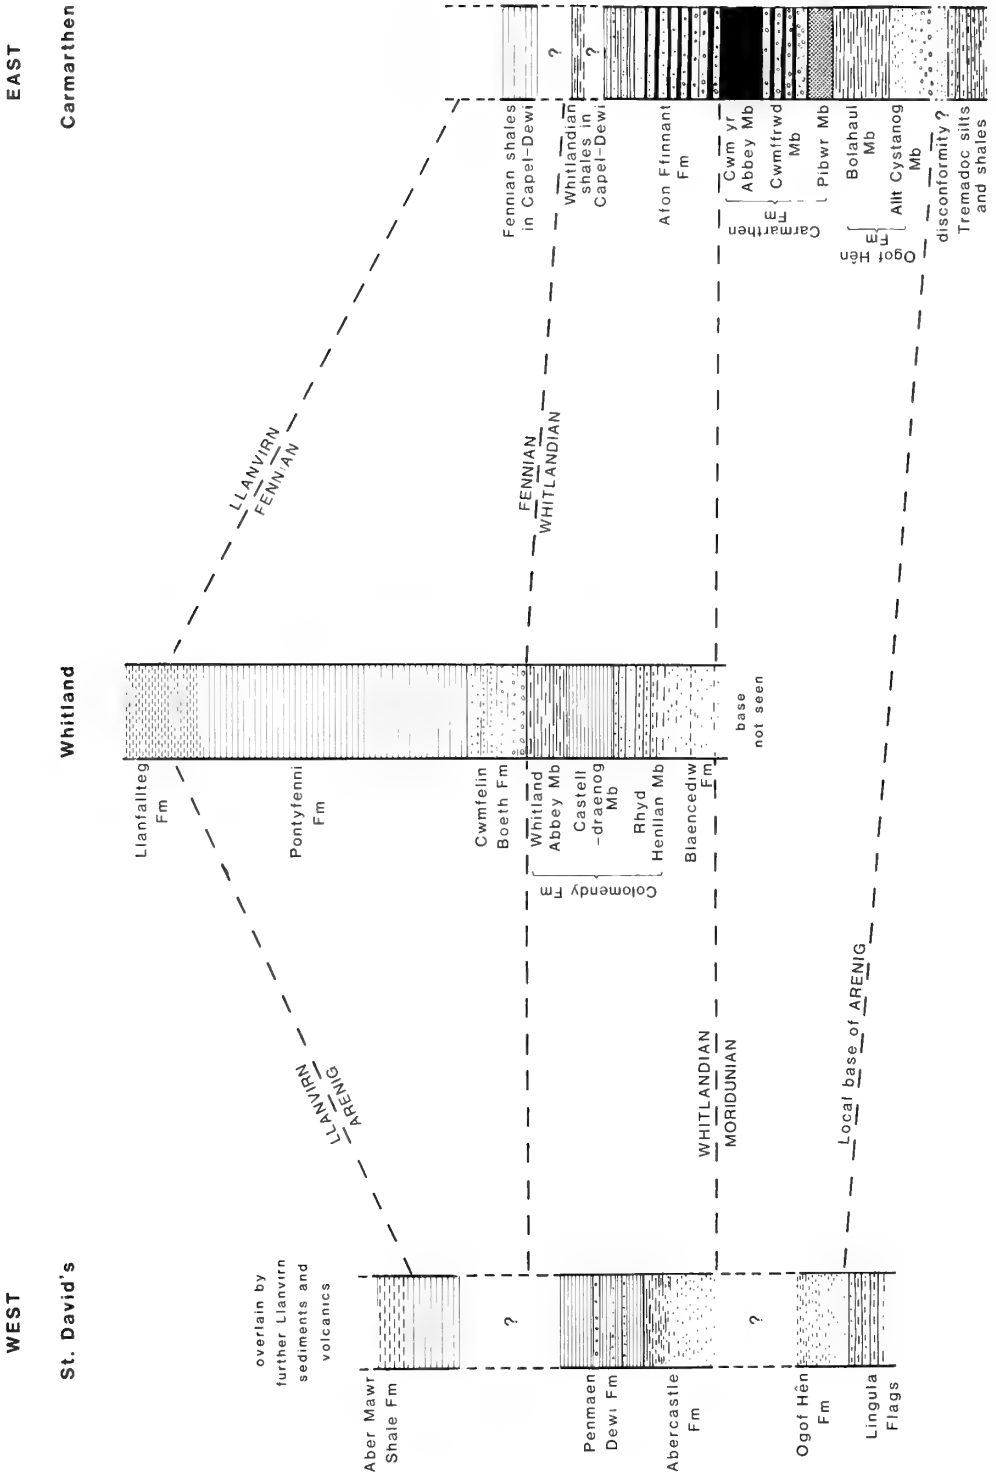 WEST
St. David's
overlain by
further Llanvirn
sediments and
volcanics
Aber Mawr
Shale Fm
?
Penmaen
Dewi Fm
Abercastle
Fm
?
Ogof Hên
Fm
Lingula
Flags
LLANVIRN
ARENIG
WHITLANDIAN
MORIDUNIAN
Local base of ARENIG
Whitland
Llanfallteg
Fm
Pontyfenni
Fm
Cwmfelin
Boeth Fm
Whitland
Abbey Mb
Castell
-draenog
Mb
Rhyd
Henllan Mb
Colomendy Fm
Blaencediw
Fm
base
not seen
LLANVIRN
FENNIAN
FENNIAN
WHITLANDIAN
EAST
Carmarthen
?
?
Fennian shales
in Capel-Dewi
Whitlandian
shales in
Capel-Dewi
Afon Ffinnant
Fm
Cwm yr
Abbey Mb
Cwmffrwd
Mb
Pibwr Mb
Carmarthen
Fm
Bolahaul
Mb
Allt Cystanog
Mb
Ogof Hên
Fm
disconformity ?
Tremadoc silts
and shales